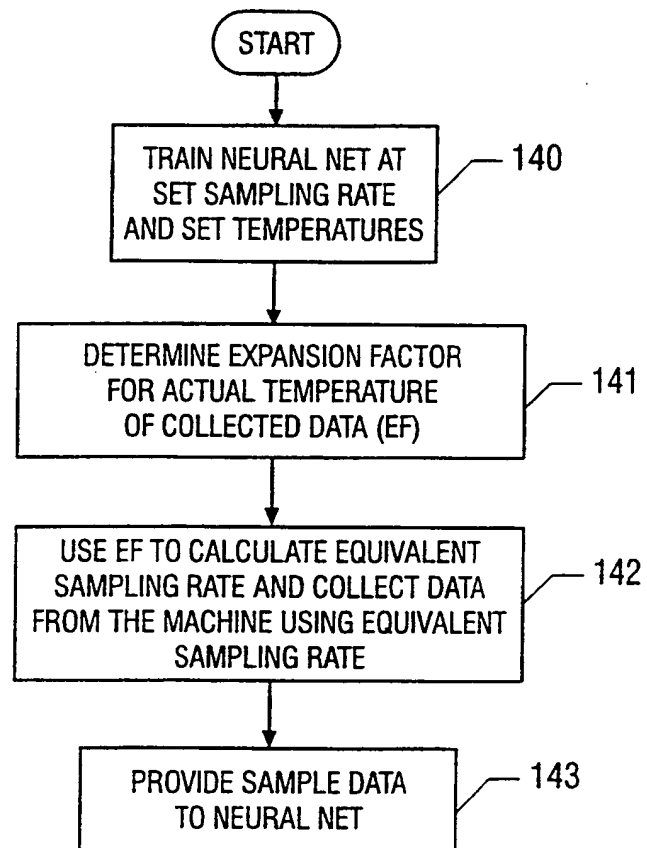 START
TRAIN NEURAL NET AT
SET SAMPLING RATE
AND SET TEMPERATURES
140
DETERMINE EXPANSION FACTOR
FOR ACTUAL TEMPERATURE
OF COLLECTED DATA (EF)
141
USE EF TO CALCULATE EQUIVALENT
SAMPLING RATE AND COLLECT DATA
FROM THE MACHINE USING EQUIVALENT
SAMPLING RATE
142
PROVIDE SAMPLE DATA
TO NEURAL NET
143